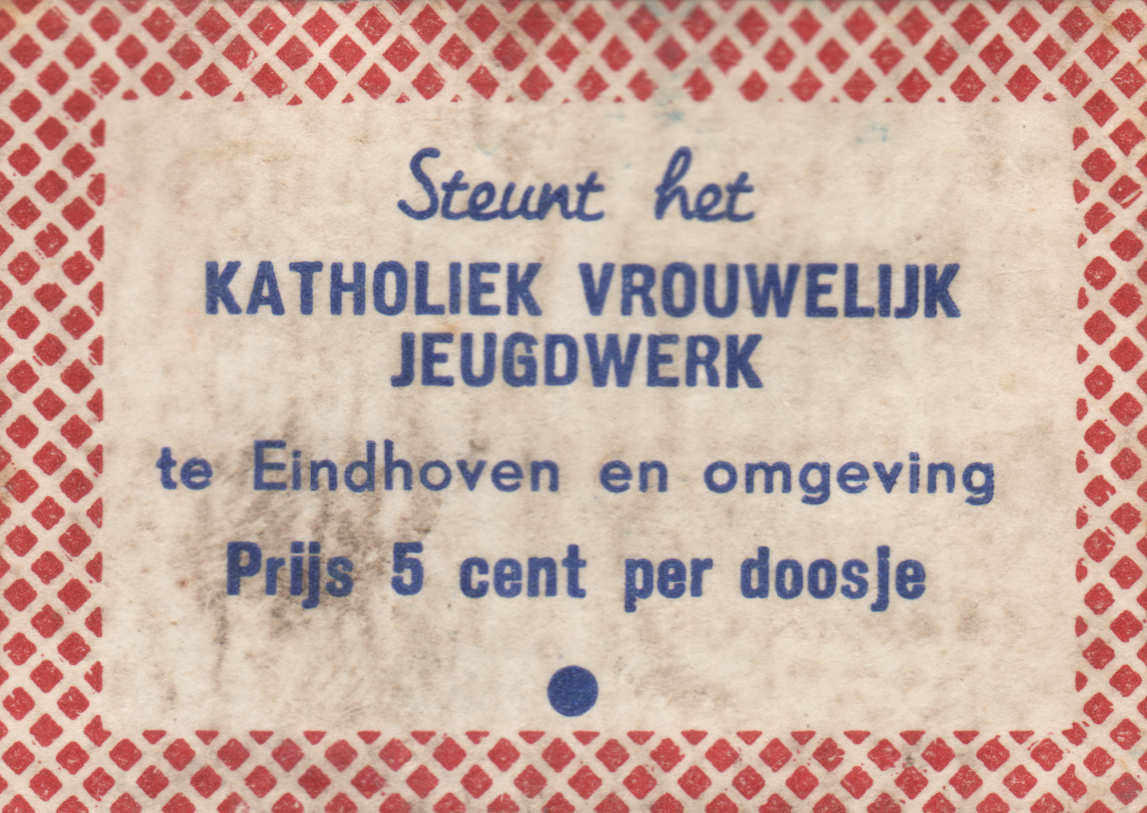 Steunt het
KATHOLIEK VROUWELIJK
JEUGDWERK
te Eindhoven en omgeving
Prijs 5 cent per doosje